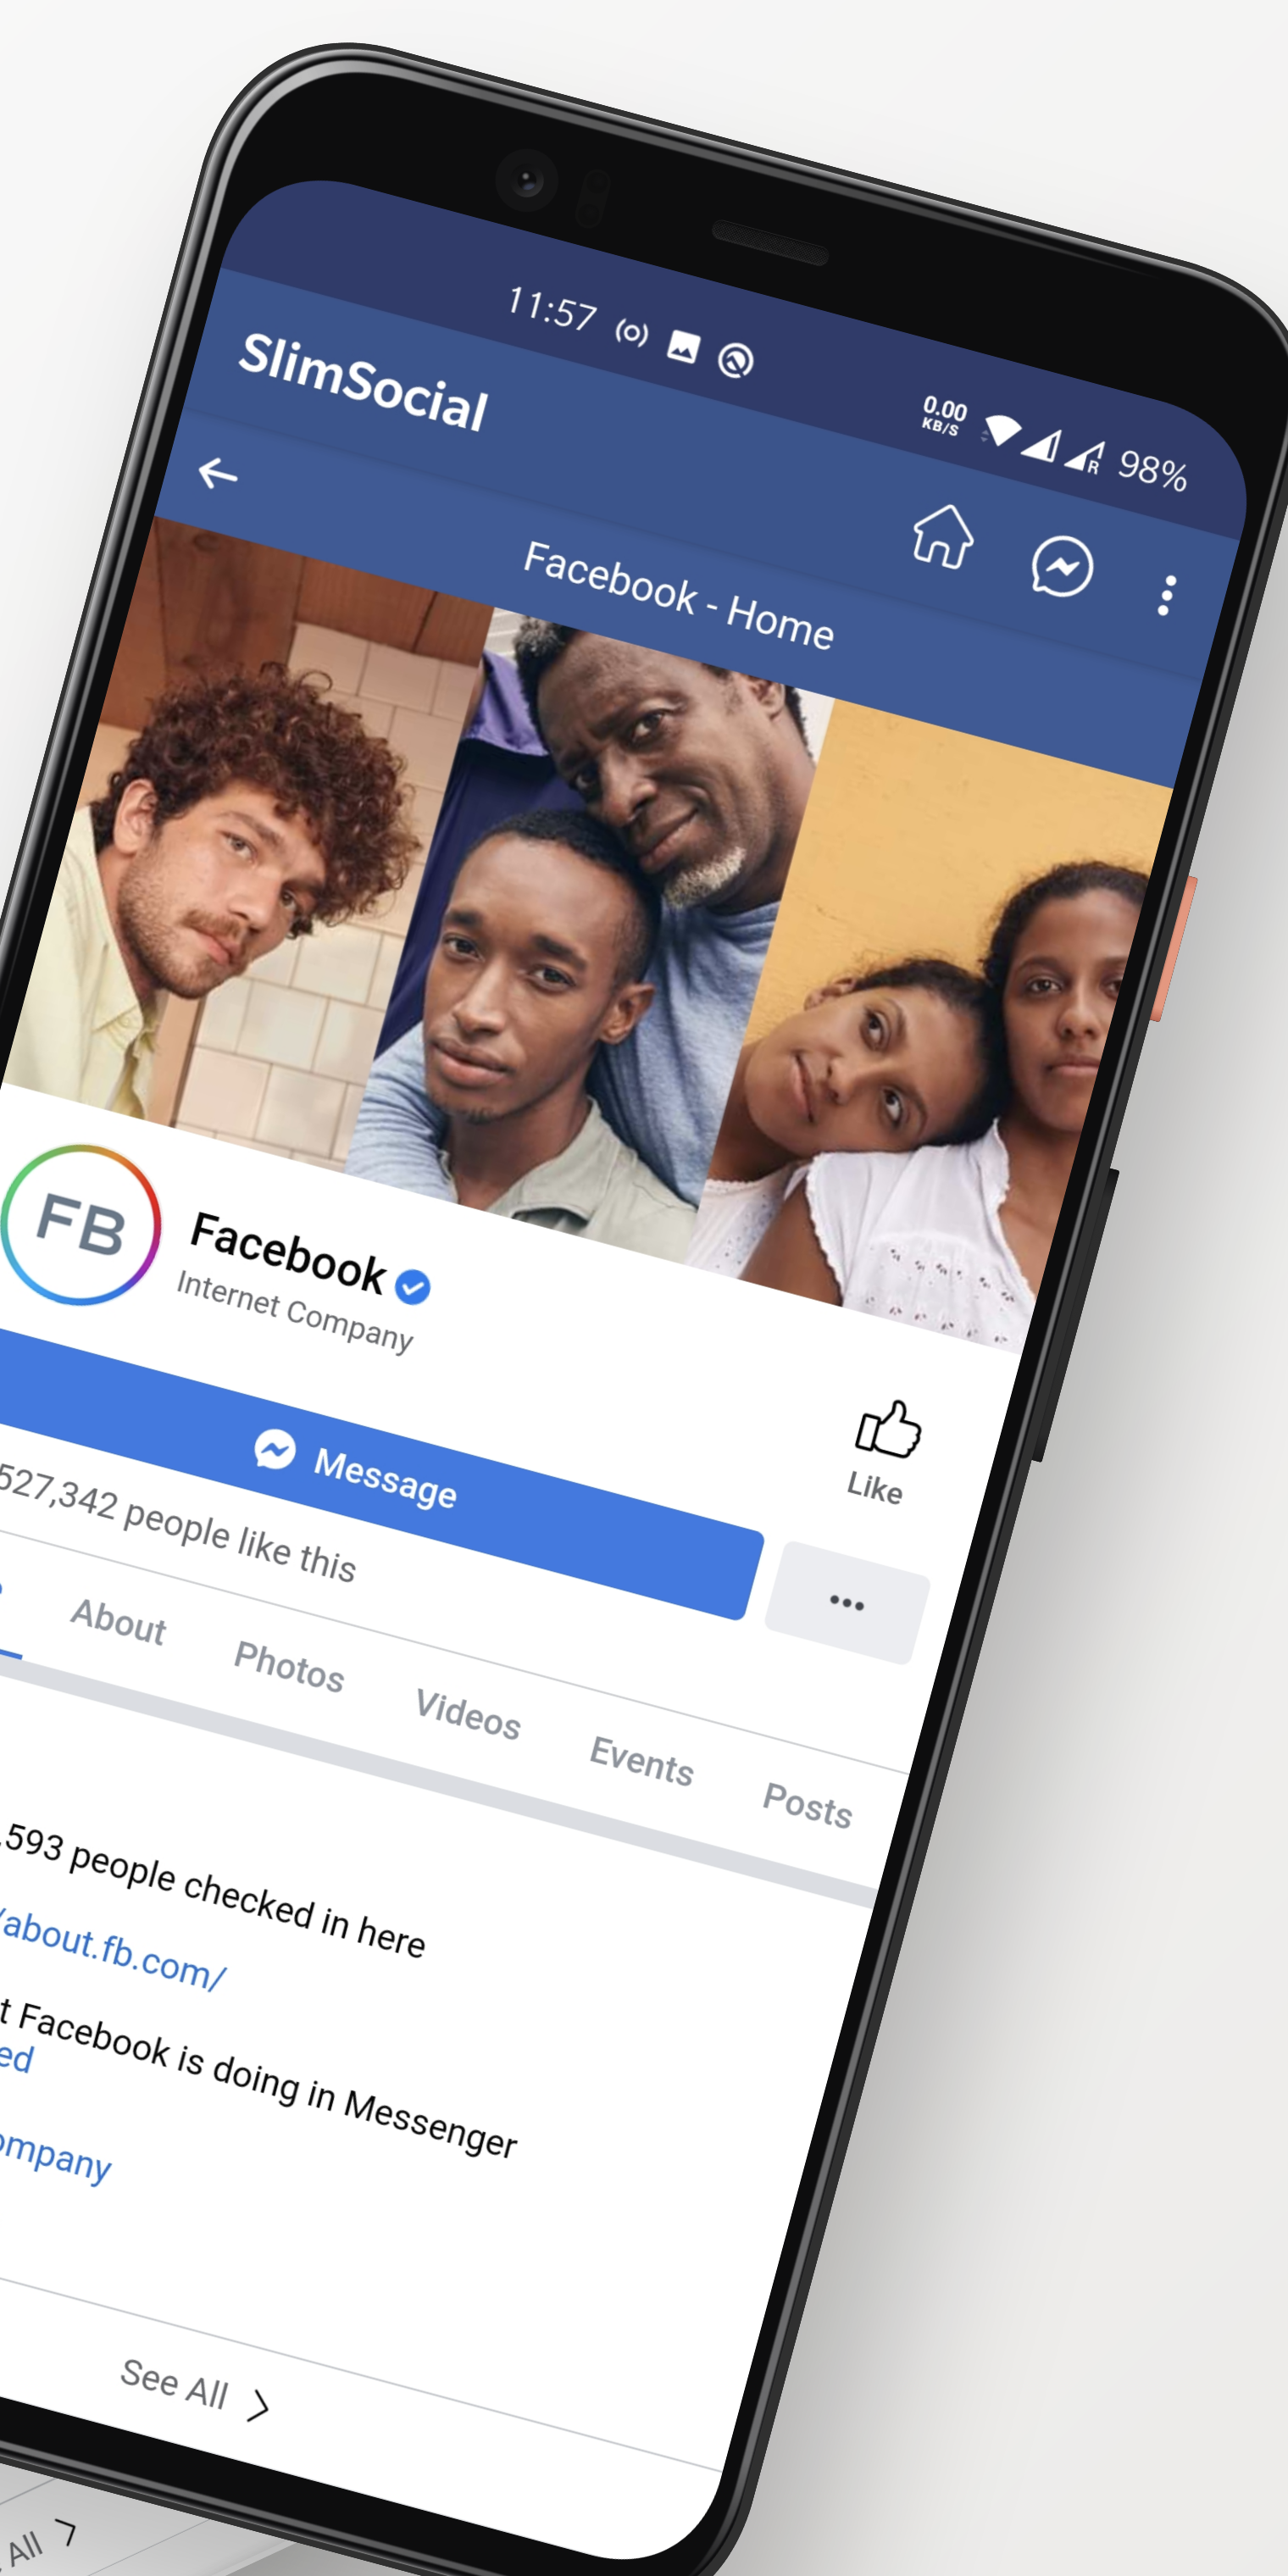 11:57
0.00
KB/S
R
98%
SlimSocial
Facebook - Home
FB
Facebook
Internet Company
Like
Message
527,342 people like this
About
Photos
Videos
Events
Posts
,593 people checked in here
/about.fb.com/
t Facebook is doing in Messenger
ed
ompany
See All
All